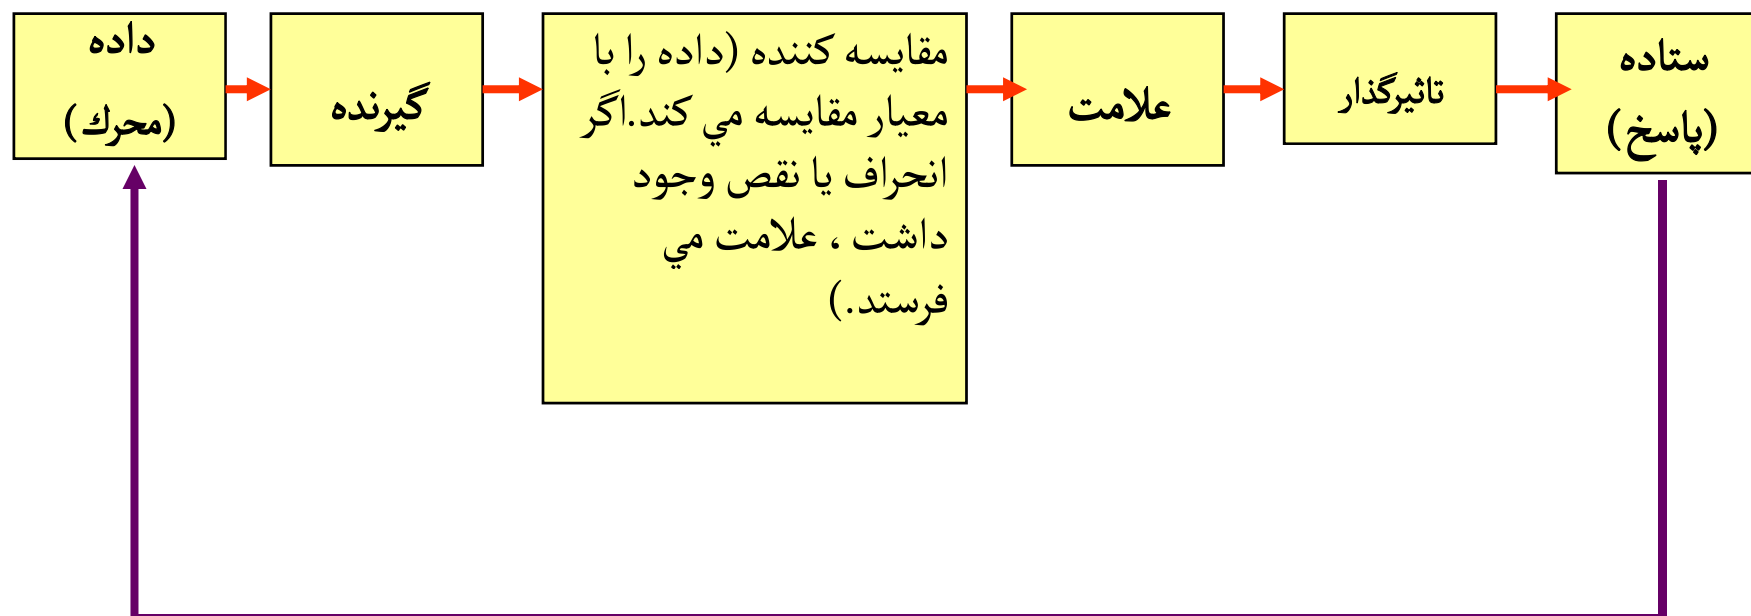 داده
(محرك)
گيرنده
مقايسه كننده (داده را با
معيار مقايسه مي كند.اگر
انحراف يا نقص وجود
داشت ، علامت مي
فرستد.)
علامت
تاثيرگذار
ستاده
(پاسخ)